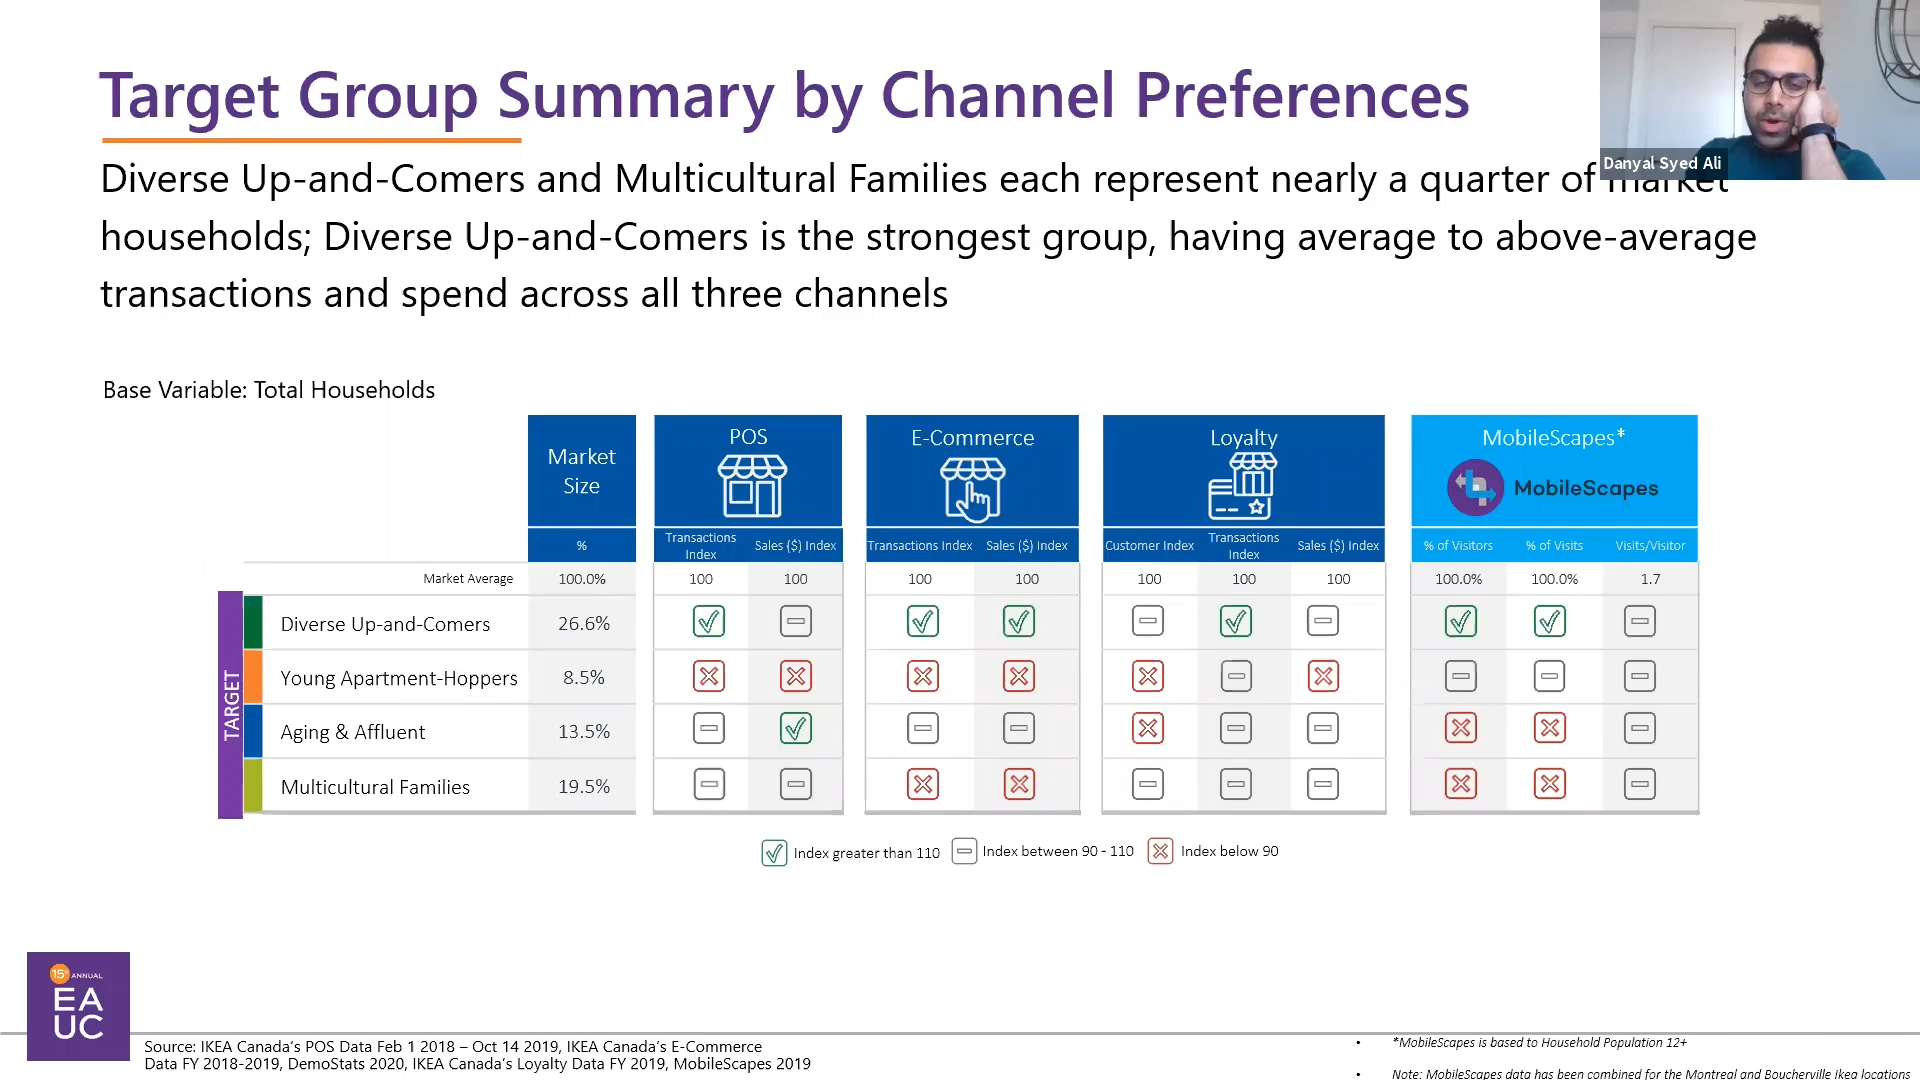 Target Group Summary by Channel Preferences
Danyal Syed Ali
Diverse Up-and-Comers and Multicultural Families each represent nearly a quarter of market
households; Diverse Up-and-Comers is the strongest group, having average to above-average
transactions and spend across all three channels
Base Variable: Total Households
Market Size
POS
E-Commerce
Loyalty
MobileScapes*
MobileScapes
% Transactions Index Sales ($) Index Transactions Index Sales ($) Index Customer Index Transactions Index Sales ($) Index % of Visitors % of Visits Visits/Visitor
Market Average 100.0% 100 100 100 100 100 100 100 100.0% 100.0% 1.7
TARGET
Diverse Up-and-Comers 26.6%
Young Apartment-Hoppers 8.5%
Aging & Affluent 13.5%
Multicultural Families 19.5%
Index greater than 110 Index between 90 - 110 Index below 90
15th ANNUAL
EA
UC
Source: IKEA Canada's POS Data Feb 1 2018 – Oct 14 2019, IKEA Canada's E-Commerce
Data FY 2018-2019, DemoStats 2020, IKEA Canada's Loyalty Data FY 2019, MobileScapes 2019
• *MobileScapes is based to Household Population 12+
• Note: MobileScapes data has been combined for the Montreal and Boucherville Ikea locations